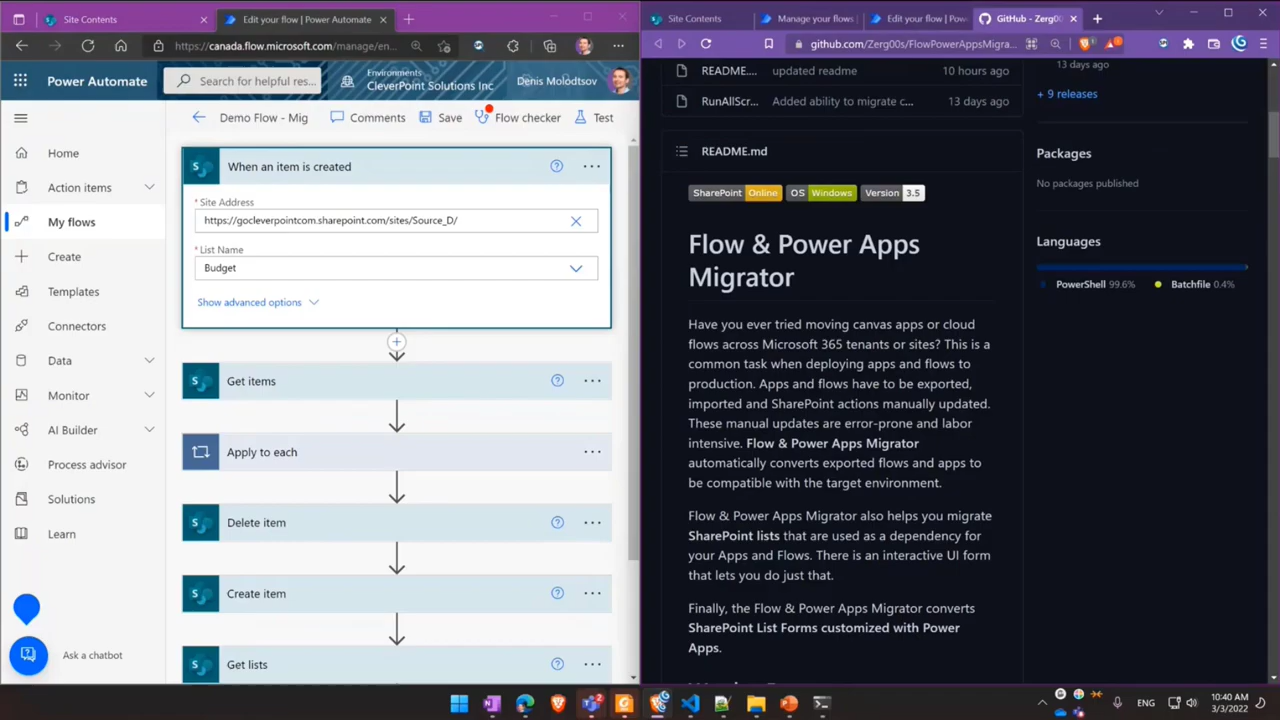 Site Contents
Edit your flow | Power Automate
https://canada.flow.microsoft.com/manage/en...
Power Automate
Search for helpful res...
Environments
CleverPoint Solutions Inc
Denis Molodtsov
Demo Flow - Mig
Comments
Save
Flow checker
Test
Home
Action items
My flows
Create
Templates
Connectors
Data
Monitor
AI Builder
Process advisor
Solutions
Learn
Ask a chatbot
When an item is created
* Site Address
https://gocleverpointcom.sharepoint.com/sites/Source_D/
* List Name
Budget
Show advanced options
Get items
Apply to each
Delete item
Create item
Get lists
Site Contents
Manage your flows
Edit your flow | Powe
GitHub - Zerg00s
github.com/Zerg00s/FlowPowerAppsMigra...
README....
updated readme
10 hours ago
RunAllScr...
Added ability to migrate c...
13 days ago
README.md
SharePoint Online OS Windows Version 3.5
Flow & Power Apps
Migrator
Have you ever tried moving canvas apps or cloud
flows across Microsoft 365 tenants or sites? This is a
common task when deploying apps and flows to
production. Apps and flows have to be exported,
imported and SharePoint actions manually updated.
These manual updates are error-prone and labor
intensive. Flow & Power Apps Migrator
automatically converts exported flows and apps to
be compatible with the target environment.
Flow & Power Apps Migrator also helps you migrate
SharePoint lists that are used as a dependency for
your Apps and Flows. There is an interactive UI form
that lets you do just that.
Finally, the Flow & Power Apps Migrator converts
SharePoint List Forms customized with Power
Apps.
13 days ago
+ 9 releases
Packages
No packages published
Languages
PowerShell 99.6%
Batchfile 0.4%
ENG
10:40 AM
3/3/2022